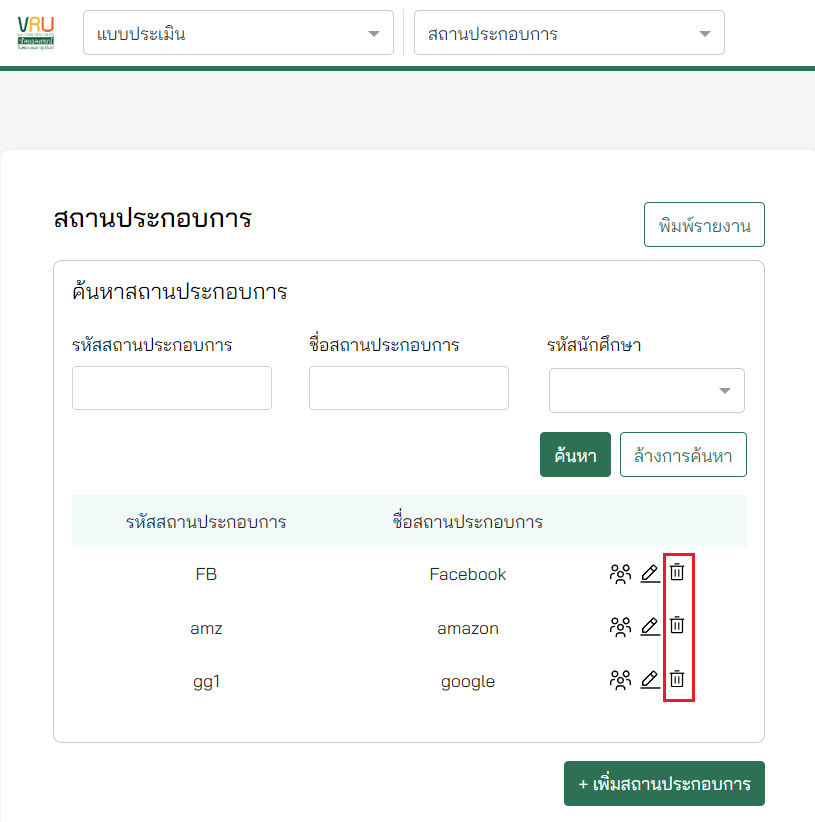 VRU
แบบประเมิน
สถานประกอบการ
สถานประกอบการ
พิมพ์รายงาน
ค้นหาสถานประกอบการ
รหัสสถานประกอบการ ชื่อสถานประกอบการ รหัสนักศึกษา
ค้นหา ล้างการค้นหา
รหัสสถานประกอบการ ชื่อสถานประกอบการ
FB Facebook
amz amazon
gg1 google
+ เพิ่มสถานประกอบการ